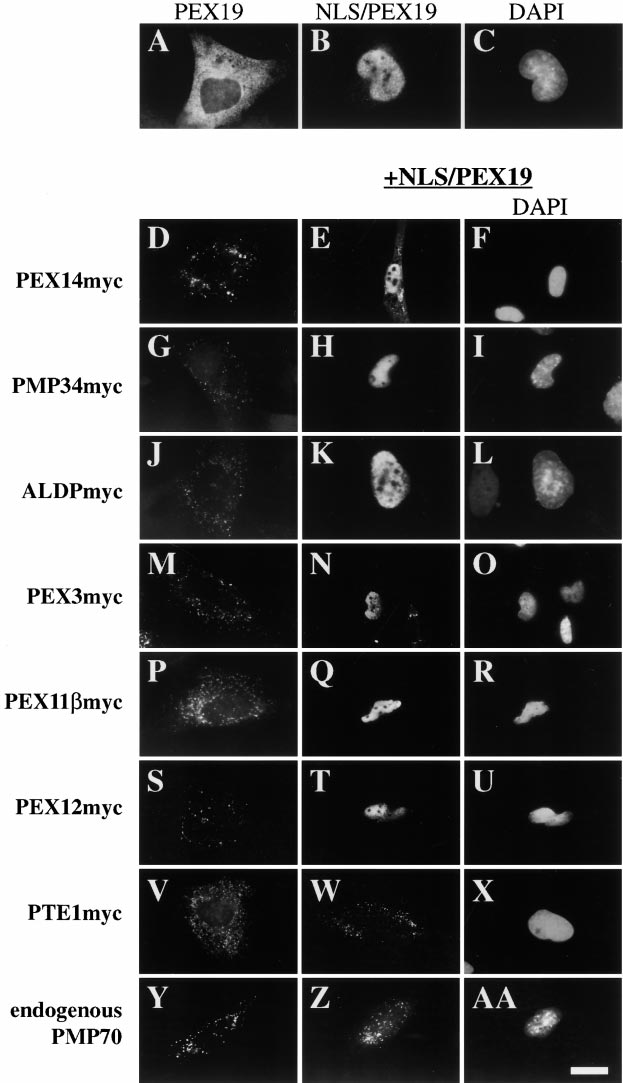 PEX19 NLS/PEX19 DAPI
A B C
+NLS/PEX19
DAPI
PEX14myc D E F
PMP34myc G H I
ALDPmyc J K L
PEX3myc M N O
PEX11βmyc P Q R
PEX12myc S T U
PTE1myc V W X
endogenous
PMP70 Y Z AA